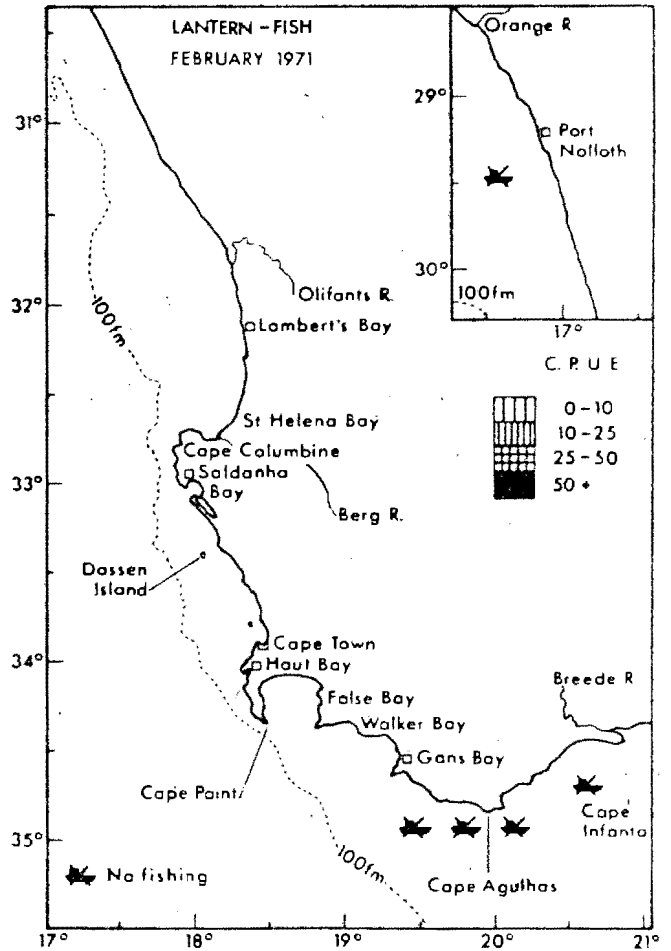 LANTERN-FISH
FEBRUARY 1971
Orange R
29°
Port
Nolloth
30°
100fm
17°
31°
32°
33°
34°
35°
100fm
Olifants R.
Lambert's Bay
St Helena Bay
Cape Columbine
Saldanha
Bay
Berg R.
Dassen
Island
Cape Town
Haut Bay
False Bay
Walker Bay
Gans Bay
Cape Point
Breede R
Cape
Infanta
Cape Agulhas
100fm
C.P.U.E
0-10
10-25
25-50
50+
No fishing
17°
18°
19°
20°
21°